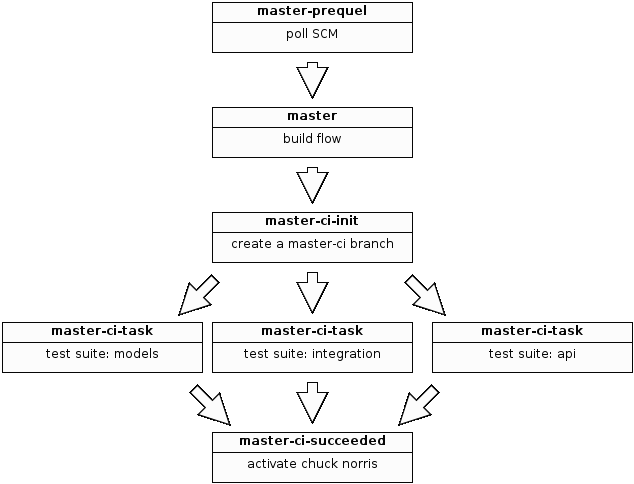 master-prequel
poll SCM
master
build flow
master-ci-init
create a master-ci branch
master-ci-task
test suite: models
master-ci-task
test suite: integration
master-ci-task
test suite: api
master-ci-succeeded
activate chuck norris